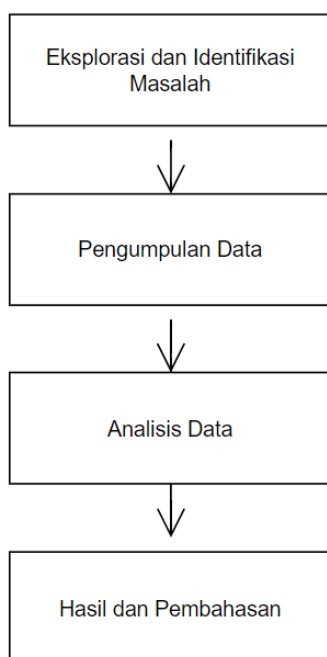 Eksplorasi dan Identifikasi
Masalah
Pengumpulan Data
Analisis Data
Hasil dan Pembahasan